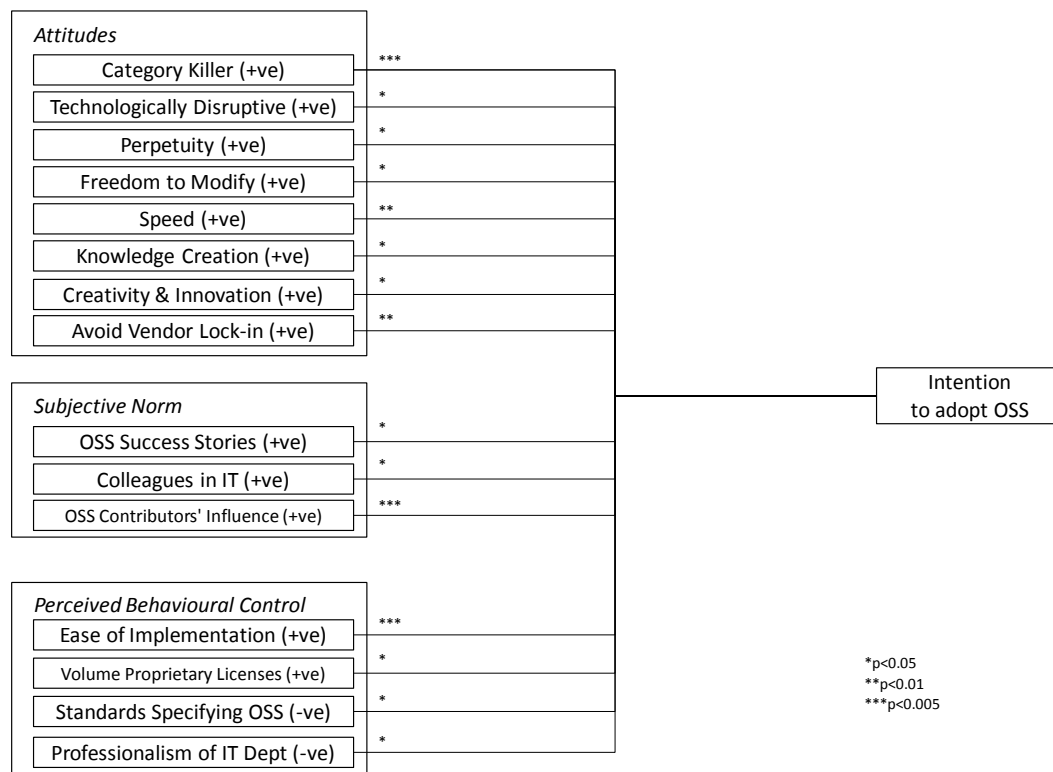 Attitudes
Category Killer (+ve)
***
Technologically Disruptive (+ve)
*
Perpetuity (+ve)
*
Freedom to Modify (+ve)
*
Speed (+ve)
**
Knowledge Creation (+ve)
*
Creativity & Innovation (+ve)
*
Avoid Vendor Lock-in (+ve)
**
Subjective Norm
OSS Success Stories (+ve)
*
Colleagues in IT (+ve)
*
OSS Contributors' Influence (+ve)
***
Perceived Behavioural Control
Ease of Implementation (+ve)
***
Volume Proprietary Licenses (+ve)
*
Standards Specifying OSS (-ve)
*
Professionalism of IT Dept (-ve)
*
Intention
to adopt OSS
*p<0.05
**p<0.01
***p<0.005